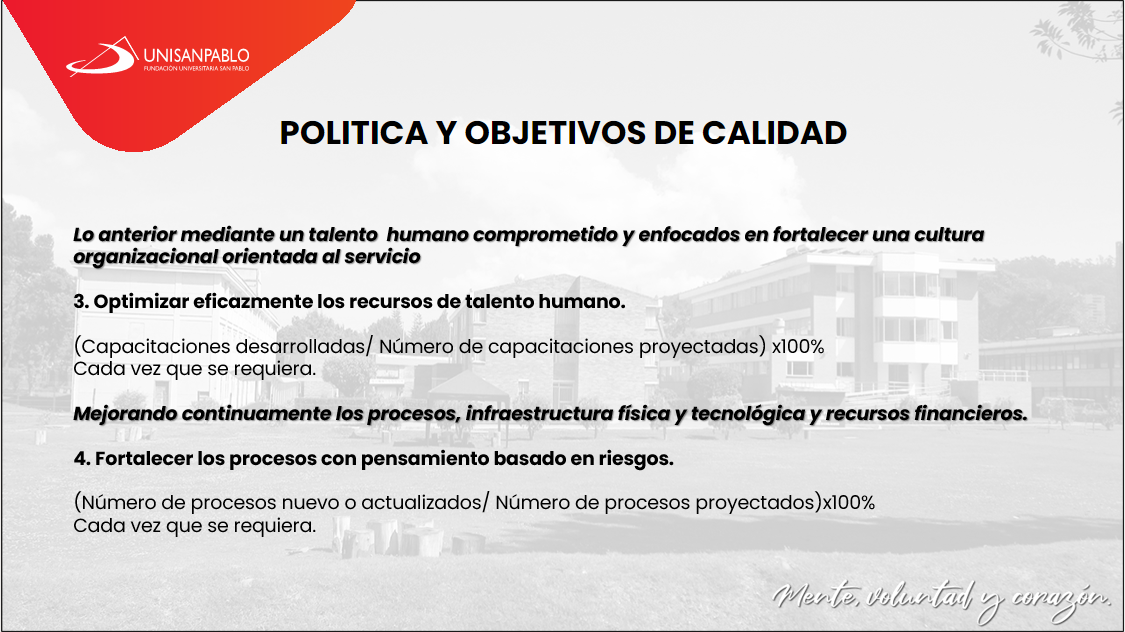 UNISANPABLO
FUNDACIÓN UNIVERSITARIA SAN PABLO
POLITICA Y OBJETIVOS DE CALIDAD
Lo anterior mediante un talento humano comprometido y enfocados en fortalecer una cultura
organizacional orientada al servicio
3. Optimizar eficazmente los recursos de talento humano.
(Capacitaciones desarrolladas/ Número de capacitaciones proyectadas) x100%
Cada vez que se requiera.
Mejorando continuamente los procesos, infraestructura física y tecnológica y recursos financieros.
4. Fortalecer los procesos con pensamiento basado en riesgos.
(Número de procesos nuevo o actualizados/ Número de procesos proyectados)x100%
Cada vez que se requiera.
Mente, voluntad y corazón.